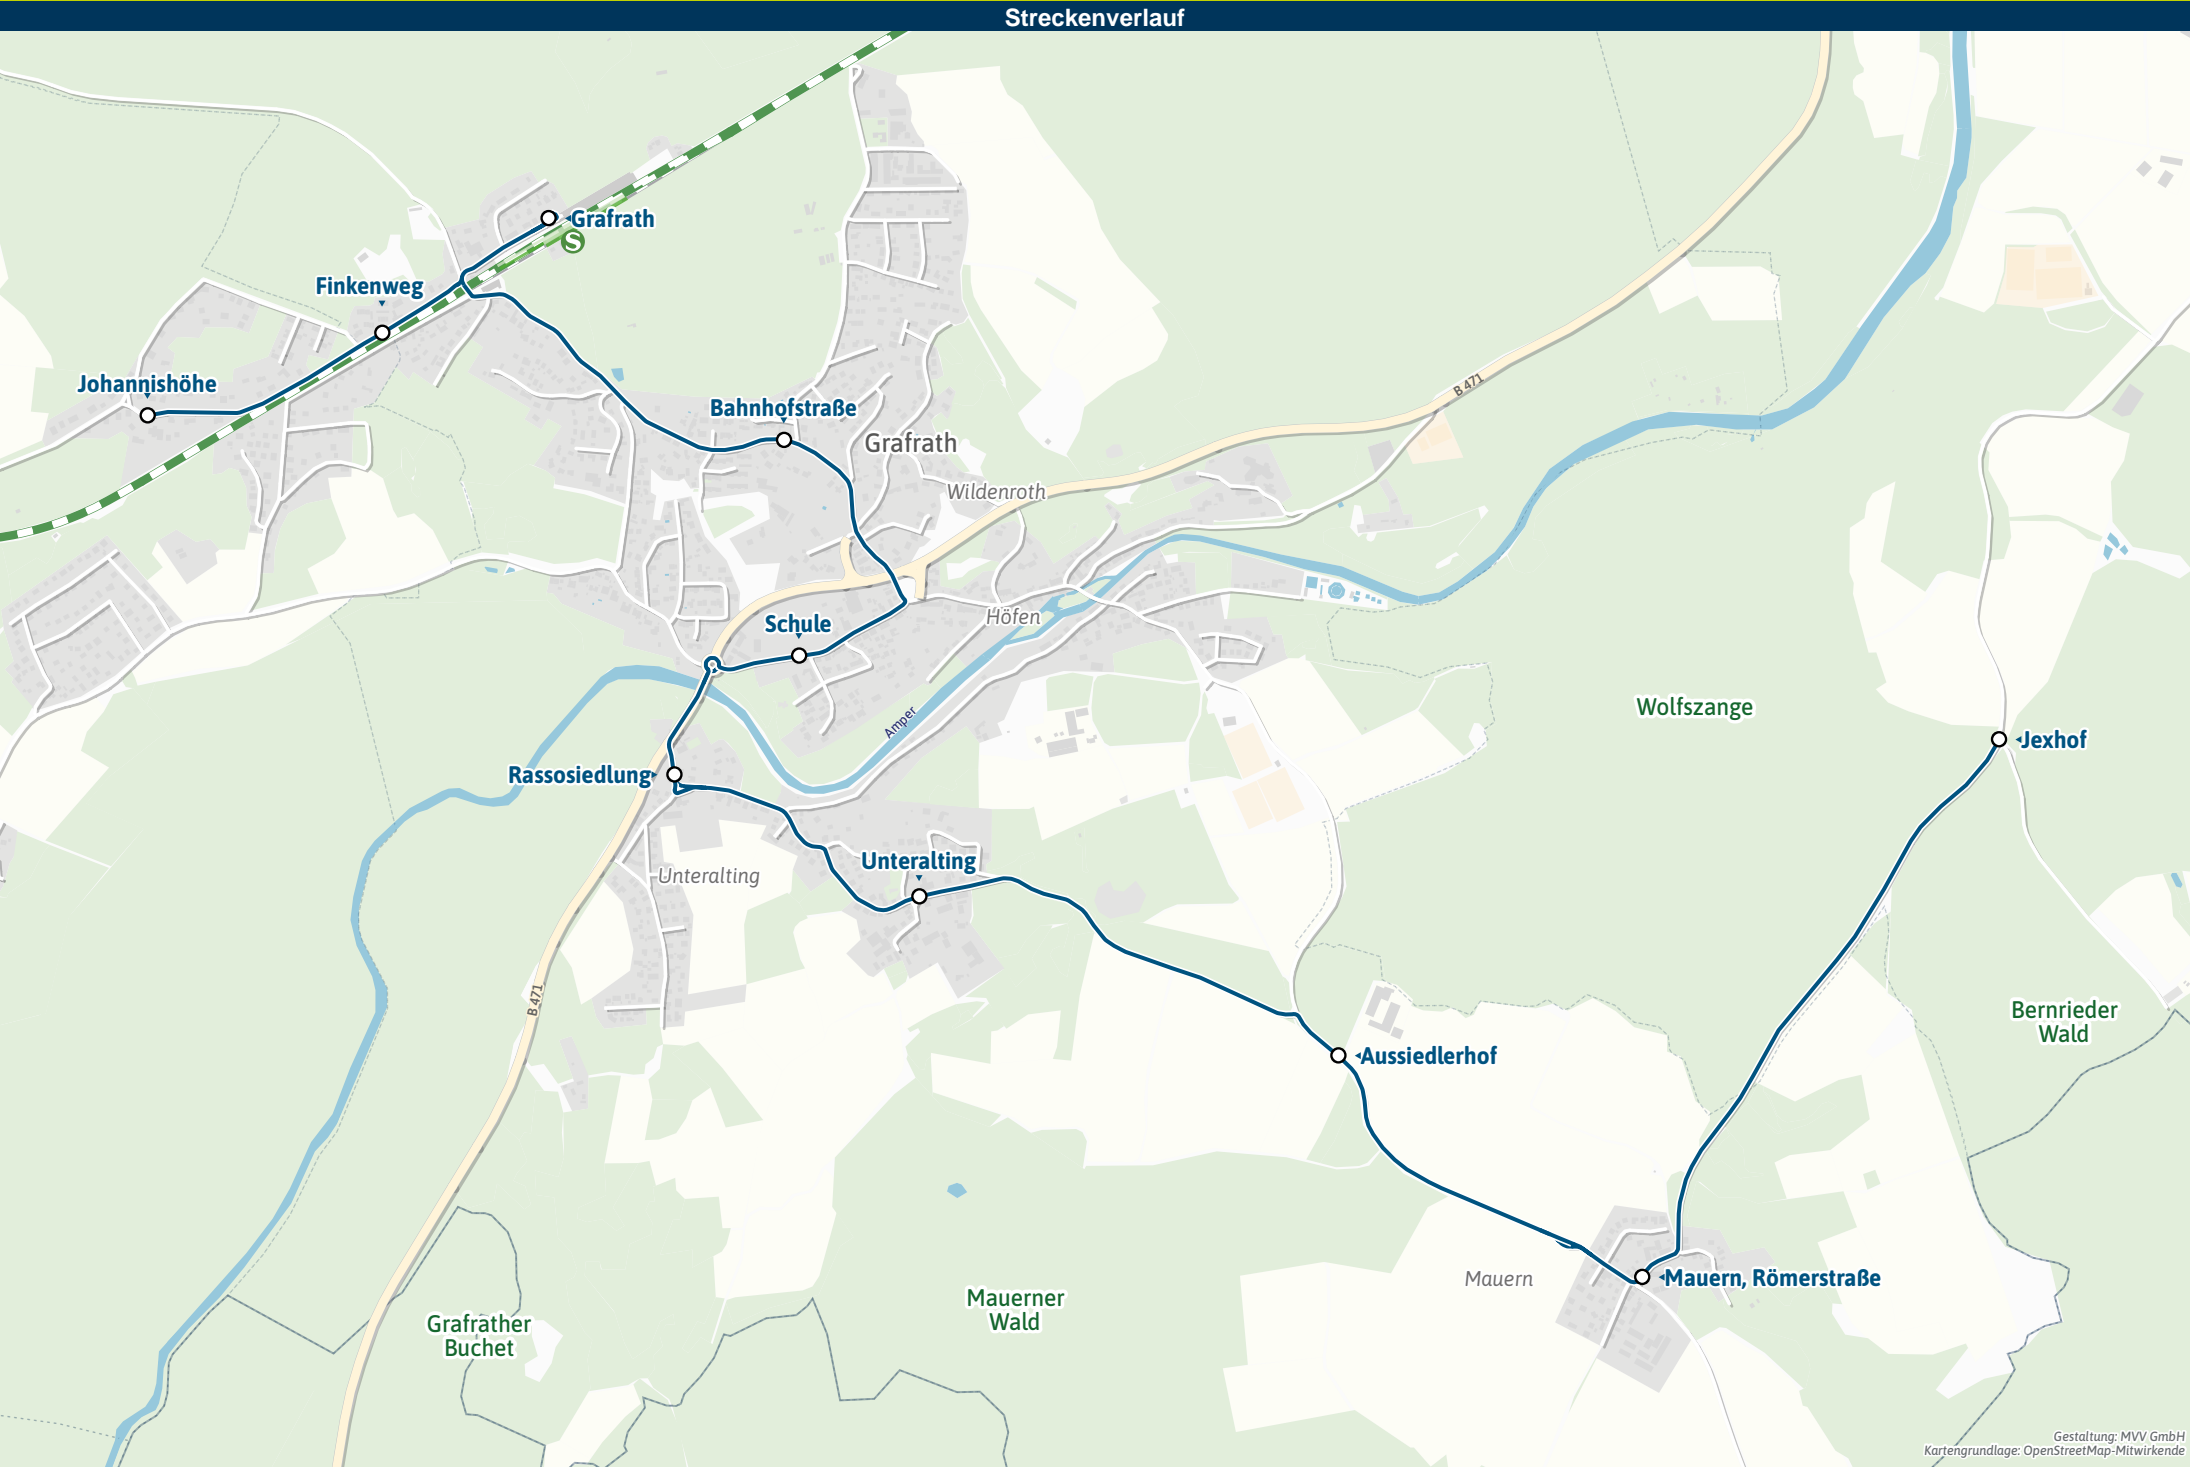 Streckenverlauf
Grafrath
S
Finkenweg
Johannishöhe
Bahnhofstraße
Grafrath
B 471
Wildenroth
Höfen
Schule
Amper
Wolfszange
Jexhof
Rassosiedlung
Unteralting
Unteralting
B 471
Bernrieder
Wald
Aussiedlerhof
Mauern
Mauern, Römerstraße
Mauerner
Wald
Grafrather
Buchet
Gestaltung: MVV GmbH
Kartengrundlage: OpenStreetMap-Mitwirkende